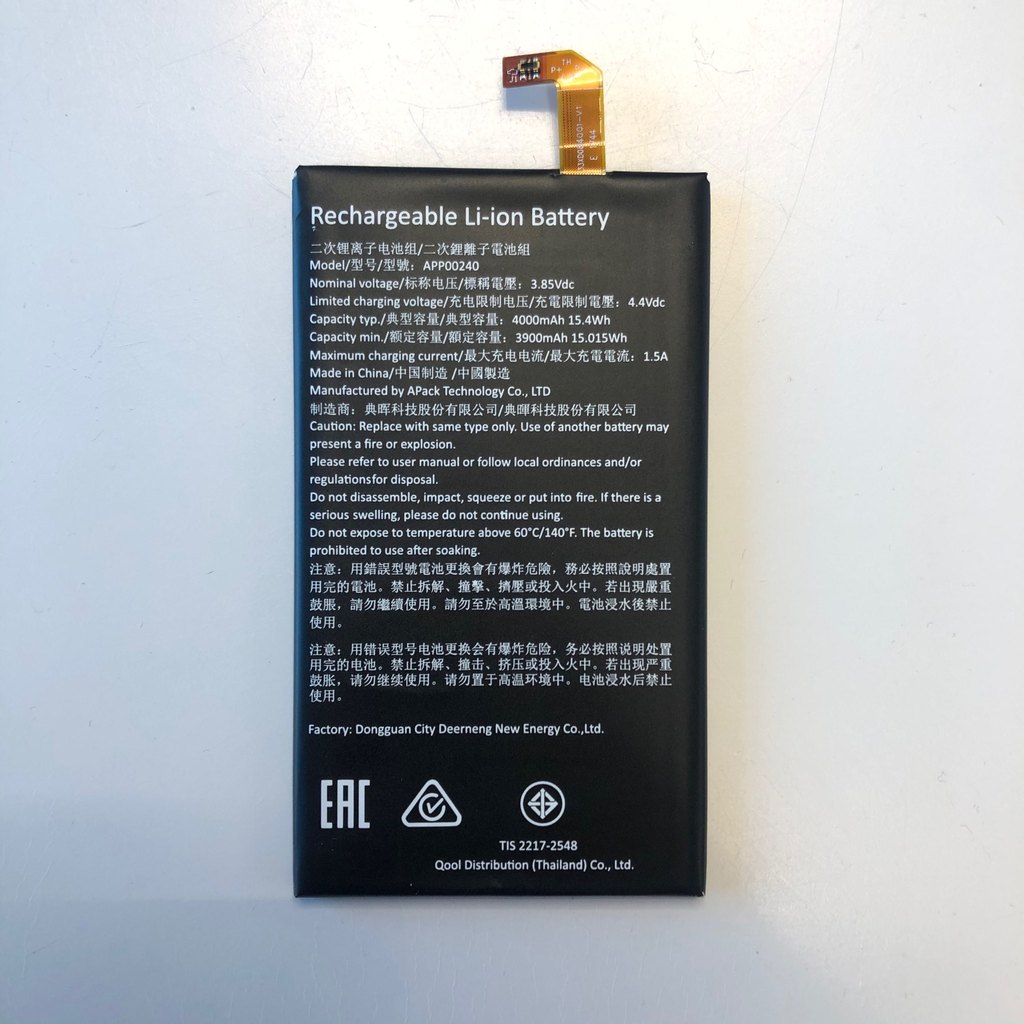 TH
P+
E
Rechargeable Li-ion Battery
二次锂离子电池组/二次鋰離子電池組
Model/型号/型號：APP00240
Nominal voltage/标称电压/標稱電壓：3.85Vdc
Limited charging voltage/充电限制电压/充電限制電壓：4.4Vdc
Capacity typ./典型容量/典型容量：4000mAh 15.4Wh
Capacity min./额定容量/額定容量：3900mAh 15.015Wh
Maximum charging current/最大充电电流/最大充電電流：1.5A
Made in China/中国制造 /中國製造
Manufactured by APack Technology Co., LTD
制造商：典晖科技股份有限公司/典暉科技股份有限公司
Caution: Replace with same type only. Use of another battery may
present a fire or explosion.
Please refer to user manual or follow local ordinances and/or
regulationsfor disposal.
Do not disassemble, impact, squeeze or put into fire. If there is a
serious swelling, please do not continue using.
Do not expose to temperature above 60°C/140°F. The battery is
prohibited to use after soaking.
注意：用錯誤型號電池更換會有爆炸危險，務必按照說明處置
用完的電池。禁止拆解、撞擊、擠壓或投入火中。若出現嚴重
鼓脹，請勿繼續使用。請勿至於高溫環境中。電池浸水後禁止
使用。
注意：用错误型号电池更换会有爆炸危险，务必按照说明处置
用完的电池。禁止拆解、撞击、挤压或投入火中。若出现严重
鼓胀，请勿继续使用。请勿置于高温环境中。电池浸水后禁止
使用。
Factory: Dongguan City Deerneng New Energy Co.,Ltd.
EAC
TIS 2217-2548
Qool Distribution (Thailand) Co., Ltd.